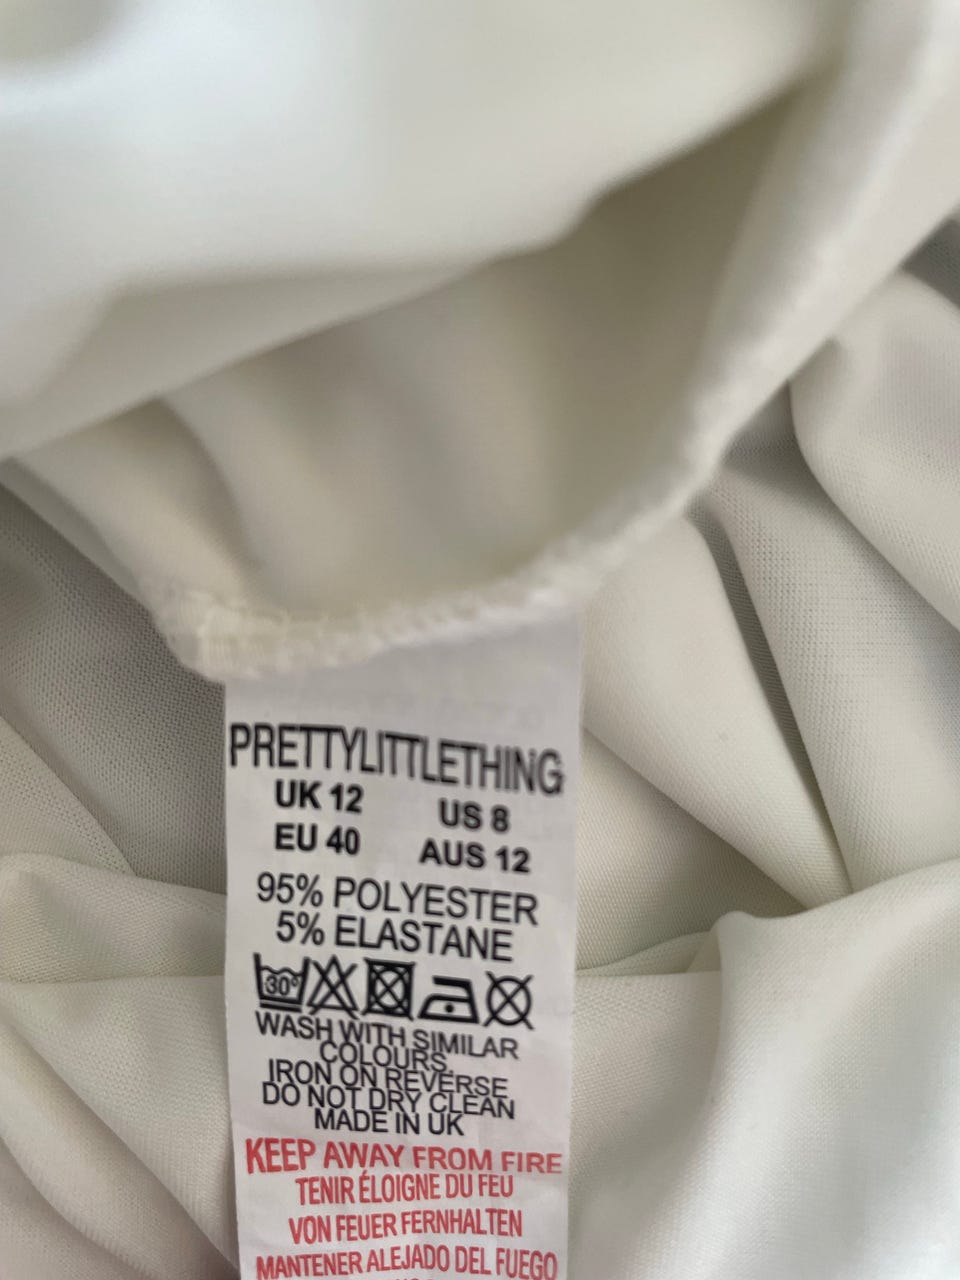 PRETTYLITTLETHING
UK 12 US 8
EU 40 AUS 12
95% POLYESTER
5% ELASTANE
30°
WASH WITH SIMILAR
COLOURS.
IRON ON REVERSE
DO NOT DRY CLEAN
MADE IN UK
KEEP AWAY FROM FIRE
TENIR ÉLOIGNE DU FEU
VON FEUER FERNHALTEN
MANTENER ALEJADO DEL FUEGO